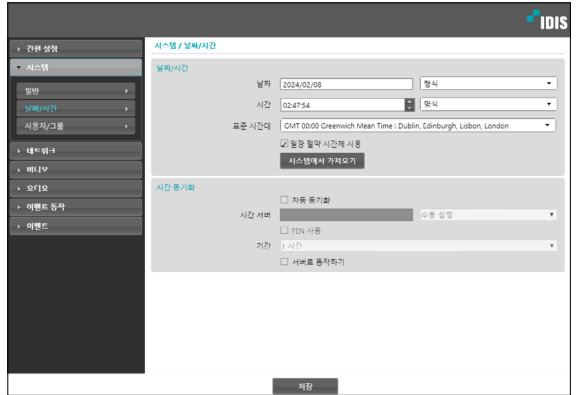 IDIS
간편 설정
시스템
일반
날짜/시간
사용자/그룹
네트워크
비디오
오디오
이벤트 동작
이벤트
시스템 / 날짜/시간
날짜/시간
날짜 2024/02/08 형식
시간 02:47:54 형식
표준 시간대 GMT 00:00 Greenwich Mean Time : Dublin, Edinburgh, Lisbon, London
일광 절약 시간제 사용
시스템에서 가져오기
시간 동기화
자동 동기화
시간 서버 수동 설정
FEN 사용
기간 1 시간
서버로 동작하기
저장